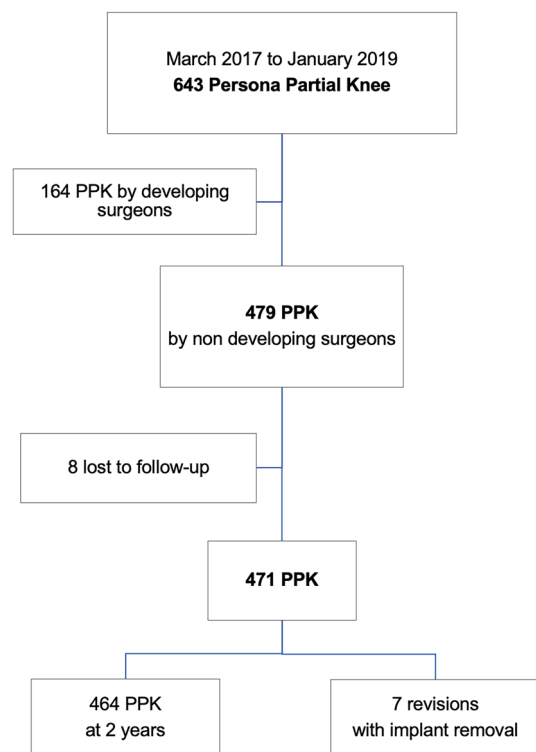 March 2017 to January 2019
643 Persona Partial Knee
164 PPK by developing
surgeons
479 PPK
by non developing surgeons
8 lost to follow-up
471 PPK
464 PPK
at 2 years
7 revisions
with implant removal